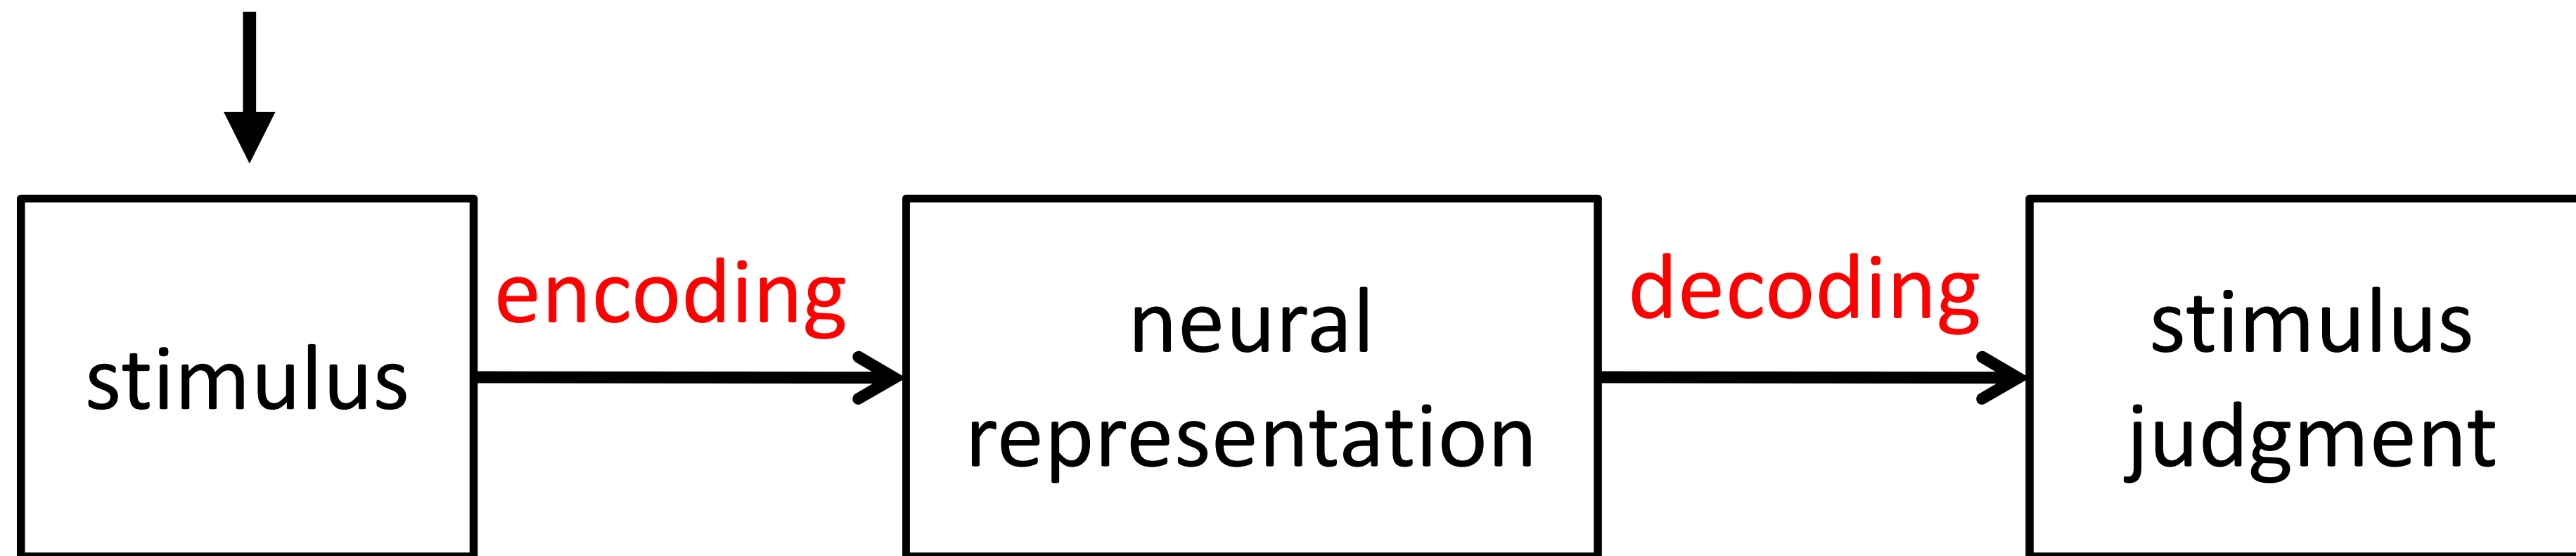 stimulus
encoding
neural
representation
decoding
stimulus
judgment